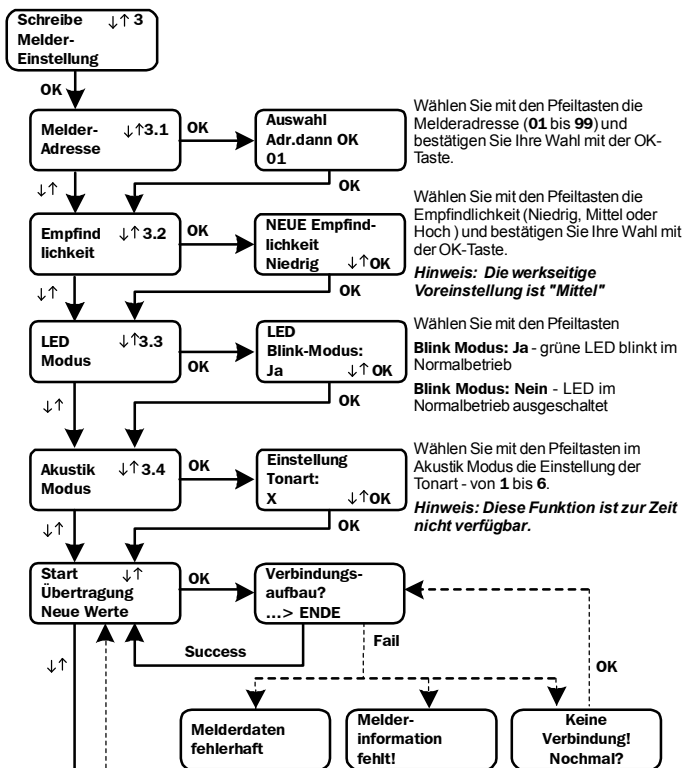 Schreibe ↓↑ 3
Melder-
Einstellung
OK
Melder- ↓↑3.1
Adresse
OK
Auswahl
Adr.dann OK
01
Wählen Sie mit den Pfeiltasten die
Melderadresse (01 bis 99) und
bestätigen Sie Ihre Wahl mit der OK-
Taste.
↓↑
OK
Empfind ↓↑3.2
lichkeit
OK
NEUE Empfind-
lichkeit
Niedrig ↓↑OK
Wählen Sie mit den Pfeiltasten die
Empfindlichkeit (Niedrig, Mittel oder
Hoch ) und bestätigen Sie Ihre Wahl mit
der OK-Taste.
Hinweis: Die werkseitige
Voreinstellung ist "Mittel"
↓↑
OK
LED ↓↑3.3
Modus
OK
LED
Blink-Modus:
Ja ↓↑OK
Wählen Sie mit den Pfeiltasten
Blink Modus: Ja - grüne LED blinkt im
Normalbetrieb
Blink Modus: Nein - LED im
Normalbetrieb ausgeschaltet
↓↑
OK
Akustik ↓↑3.4
Modus
OK
Einstellung
Tonart:
X ↓↑OK
Wählen Sie mit den Pfeiltasten im
Akustik Modus die Einstellung der
Tonart - von 1 bis 6.
Hinweis: Diese Funktion ist zur Zeit
nicht verfügbar.
↓↑
OK
Start ↓↑
Übertragung
Neue Werte
OK
Verbindungs-
aufbau?
...> ENDE
↓↑
Success
Fail
OK
Melderdaten
fehlerhaft
Melder-
information
fehlt!
Keine
Verbindung!
Nochmal?